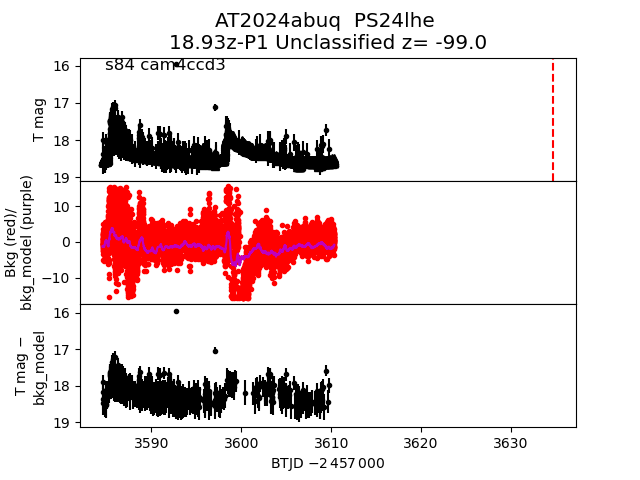 AT2024abuq  PS24lhe
18.93z-P1 Unclassified z= -99.0
s84 cam4ccd3
T mag
16
17
18
19
Bkg (red)/
bkg_model (purple)
10
0
−10
T mag −
bkg_model
16
17
18
19
3590
3600
3610
3620
3630
BTJD −2 457 000